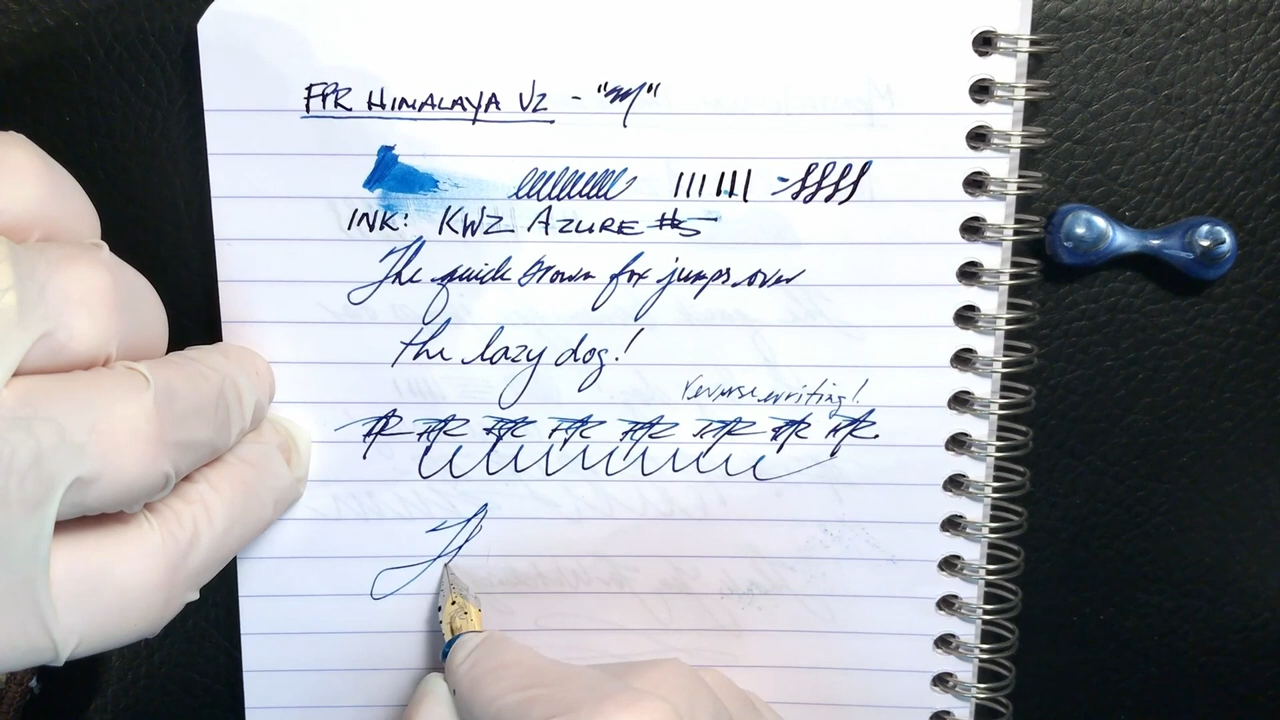 FPR HIMALAYA V2 - "M"
INK: KWZ AZURE #5
The quick brown fox jumps over
the lazy dog!
reverse writing!
FPR FPR FPR FPR FPR FPR FPR FPR